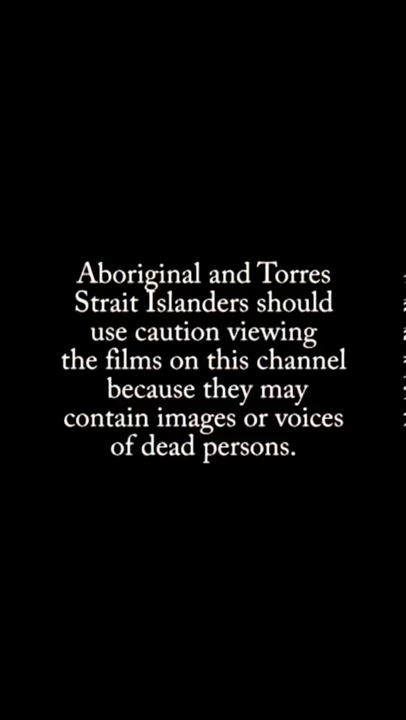 Aboriginal and Torres
Strait Islanders should
use caution viewing
the films on this channel
because they may
contain images or voices
of dead persons.